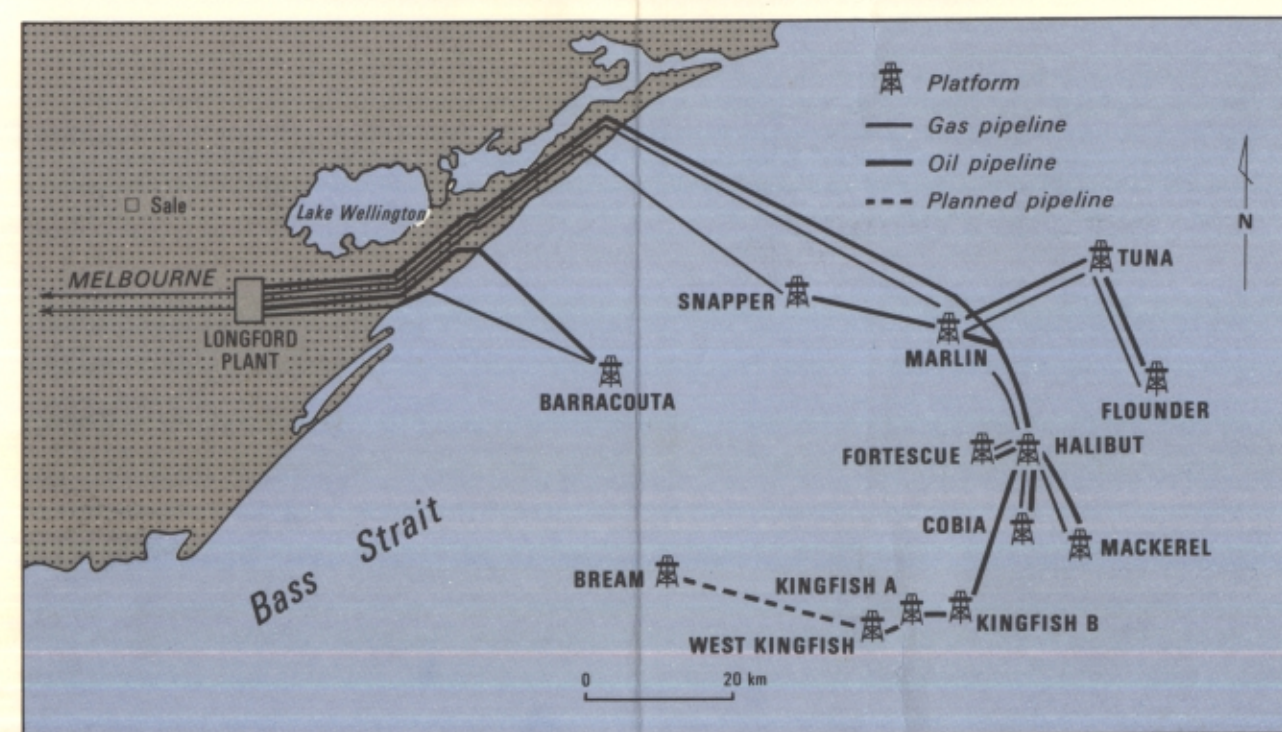 Platform
Gas pipeline
Oil pipeline
Planned pipeline
N
Sale
Lake Wellington
MELBOURNE
LONGFORD
PLANT
SNAPPER
TUNA
MARLIN
BARRACOUTA
FLOUNDER
FORTESCUE
HALIBUT
COBIA
MACKEREL
Bass Strait
BREAM
KINGFISH A
KINGFISH B
WEST KINGFISH
0 20 km